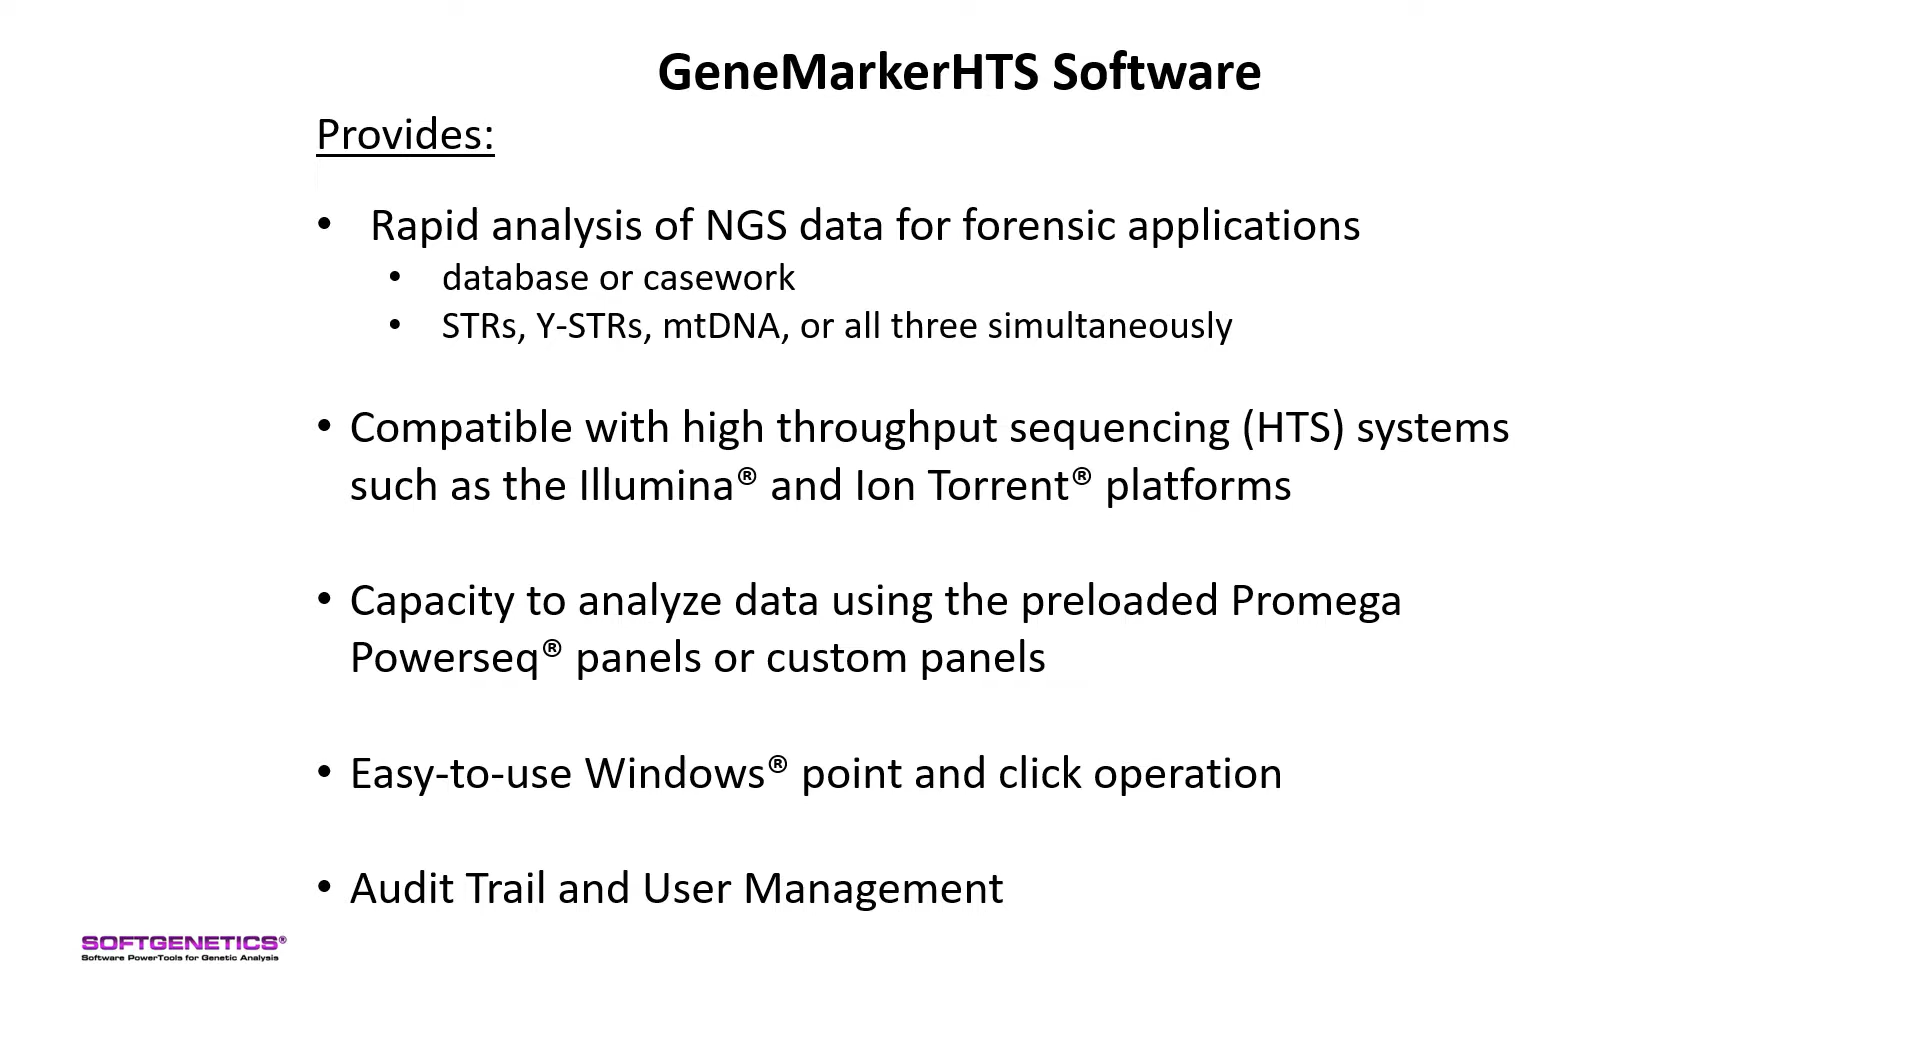 GeneMarkerHTS Software
Provides:
• Rapid analysis of NGS data for forensic applications
• database or casework
• STRs, Y-STRs, mtDNA, or all three simultaneously
• Compatible with high throughput sequencing (HTS) systems
such as the Illumina® and Ion Torrent® platforms
• Capacity to analyze data using the preloaded Promega
Powerseq® panels or custom panels
• Easy-to-use Windows® point and click operation
• Audit Trail and User Management
SOFTGENETICS®
Software PowerTools for Genetic Analysis